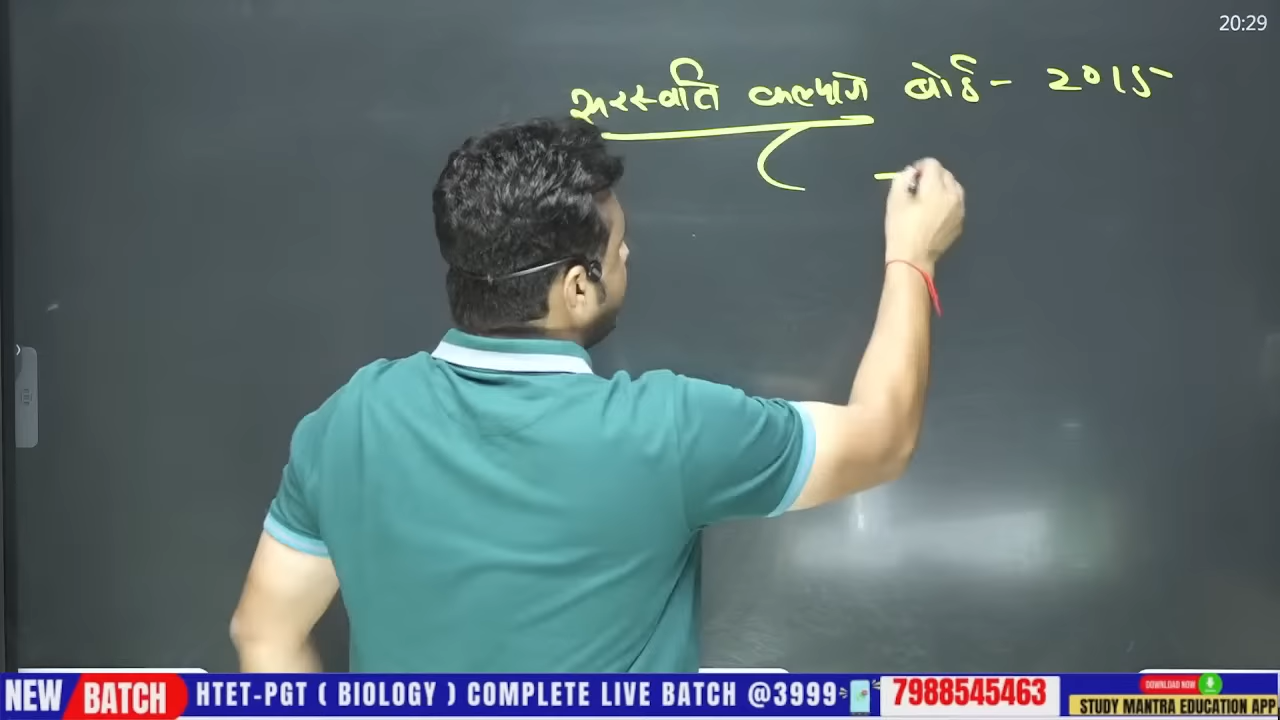 20:29
सरस्वति कल्याण बोर्ड - 2015
NEW BATCH HTET-PGT ( BIOLOGY MPLETE LIVE BATCH @3999 7988545463 DOWNLOAD NOW
STUDY MANTRA EDUCATION APP